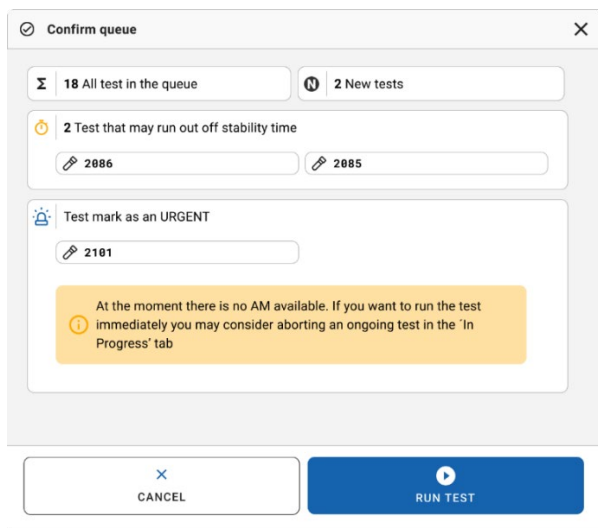 Confirm queue
Σ 18 All test in the queue
N 2 New tests
2 Test that may run out off stability time
2086
2085
Test mark as an URGENT
2101
At the moment there is no AM available. If you want to run the test
immediately you may consider aborting an ongoing test in the ´In
Progress’ tab
CANCEL
RUN TEST